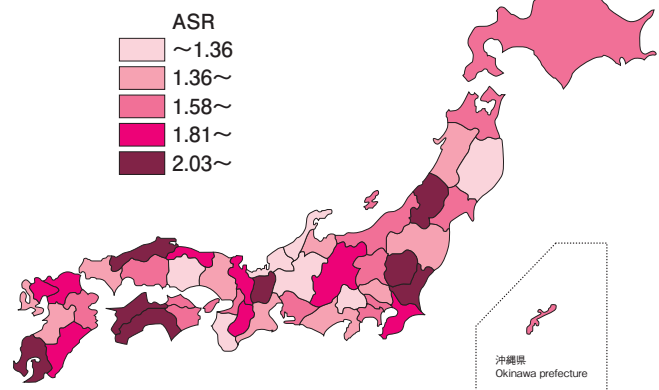 ASR
～1.36
1.36～
1.58～
1.81～
2.03～
沖縄県
Okinawa prefecture